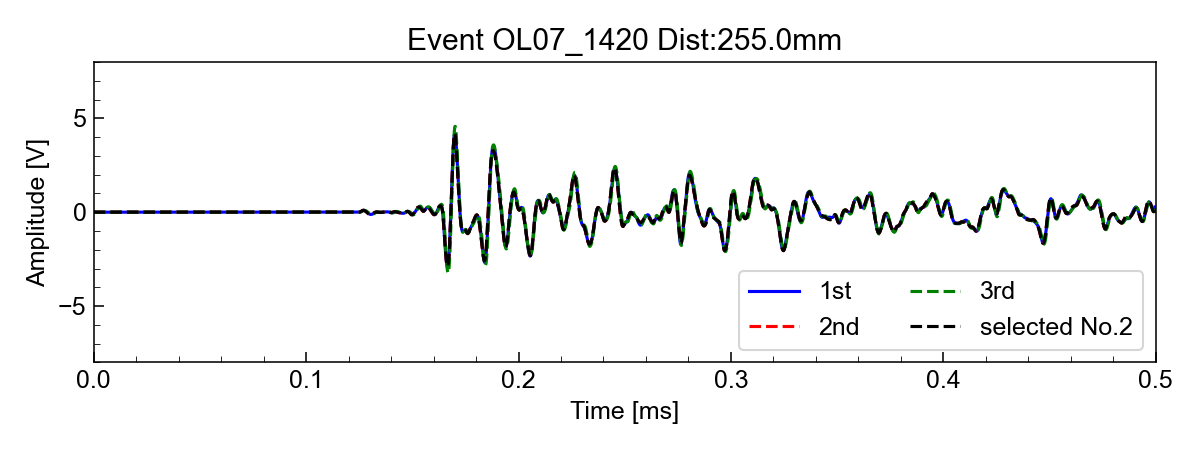 Event OL07_1420 Dist:255.0mm
Amplitude [V]
5
0
−5
1st
2nd
3rd
selected No.2
0.0 0.1 0.2 0.3 0.4 0.5
Time [ms]